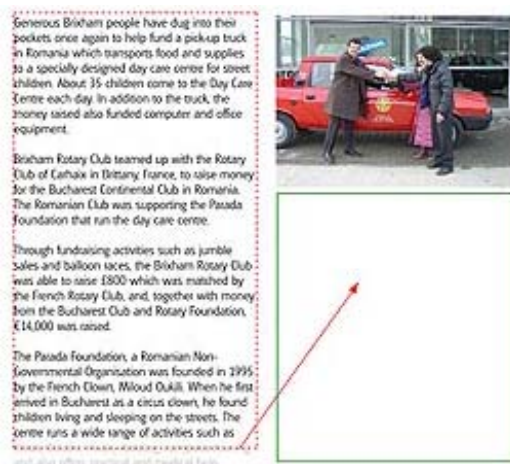 Generous Brixham people have dug into their
pockets once again to help fund a pick-up truck
in Romania which transports food and supplies
to a specially designed day care centre for street
children. About 35 children come to the Day Care
Centre each day. In addition to the truck, the
money raised also funded computer and office
equipment.
Brixham Rotary Club teamed up with the Rotary
Club of Carhaix in Brittany, France, to raise money
for the Bucharest Continental Club in Romania.
The Romanian Club was supporting the Parada
Foundation that run the day care centre.
Through fundraising activities such as jumble
sales and balloon races, the Brixham Rotary Club
was able to raise £800 which was matched by
the French Rotary Club, and, together with money
from the Bucharest Club and Rotary Foundation,
€14,000 was raised.
The Parada Foundation, a Romanian Non-
Governmental Organisation was founded in 1995
by the French Clown, Miloud Oukili. When he first
arrived in Bucharest as a circus clown, he found
children living and sleeping on the streets. The
centre runs a wide range of activities such as